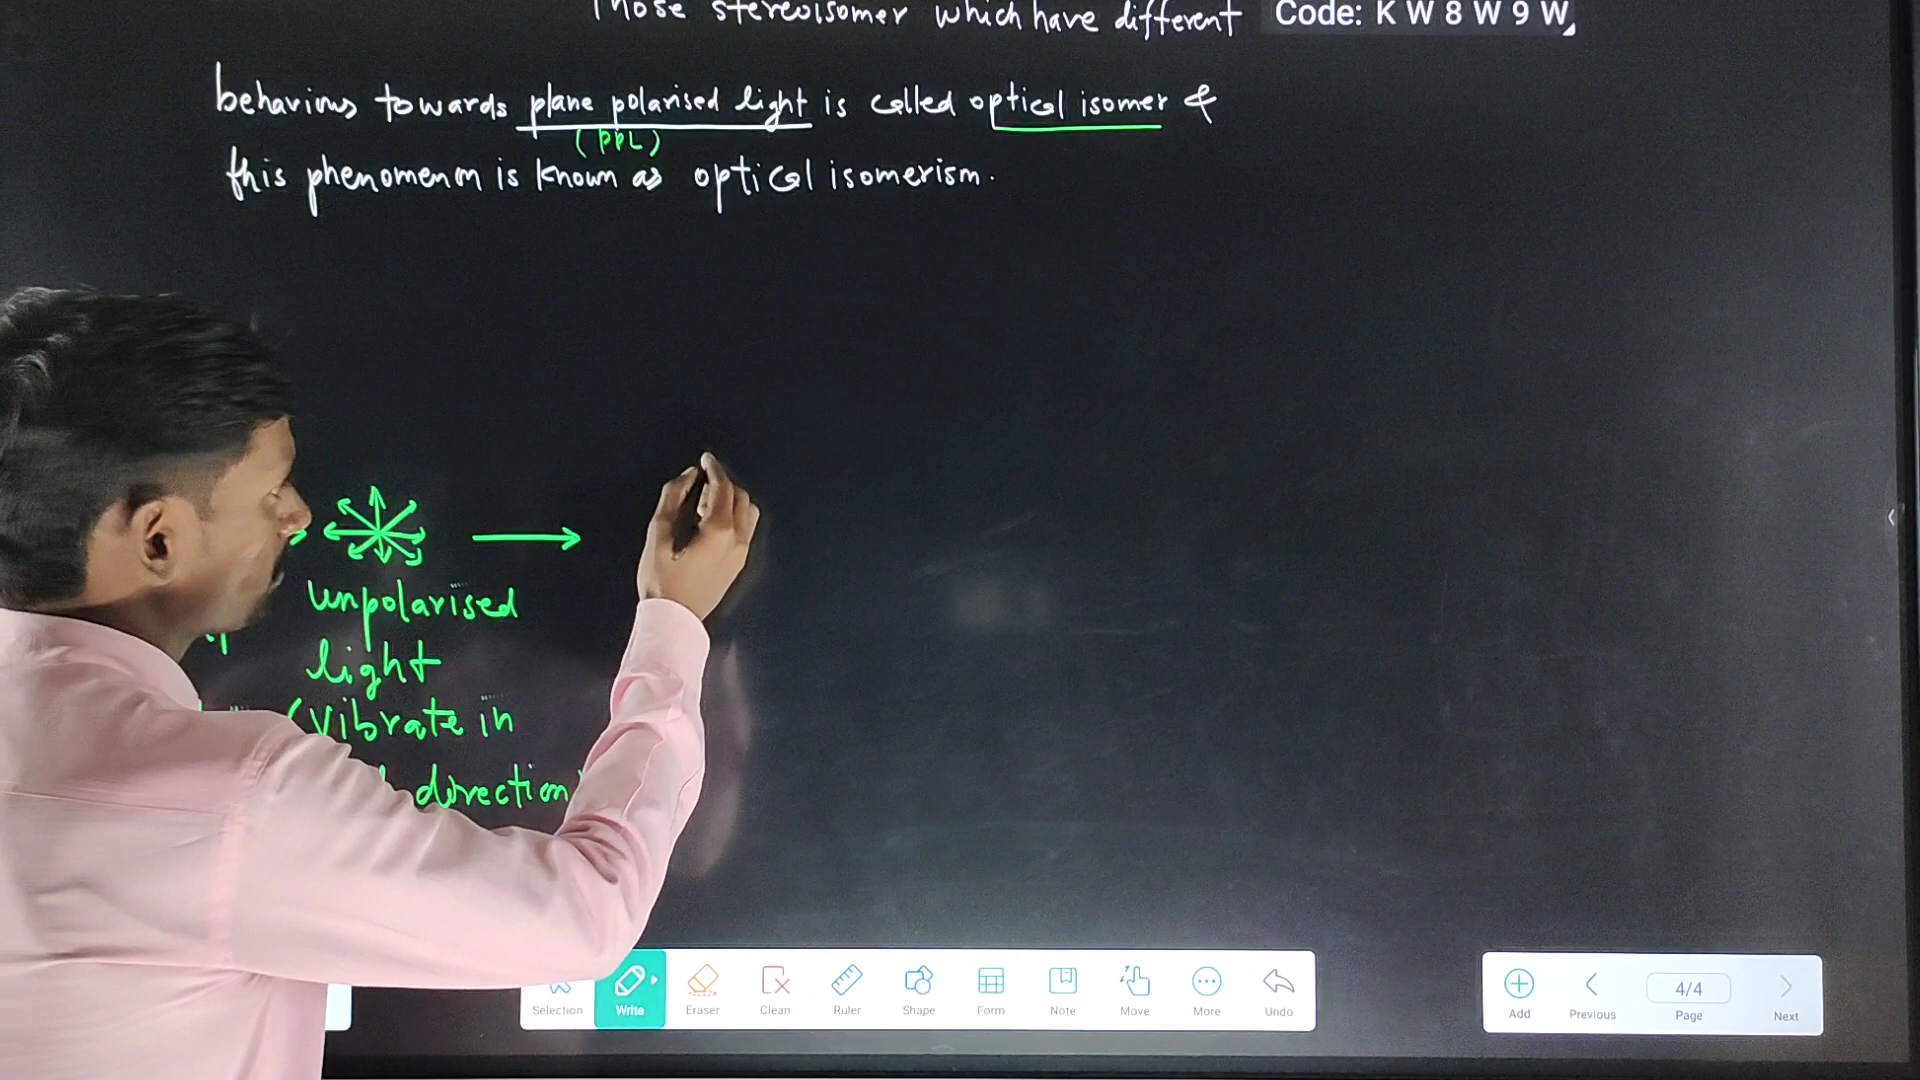 Those stereoisomer which have different
Code: K W 8 W 9 W
behaviour towards plane polarised light is called optical isomer &
(PPL)
this phenomenon is known as optical isomerism.
unpolarised
light
(vibrate in
direction
Selection
Write
Eraser
Clean
Ruler
Shape
Form
Note
Move
More
Undo
Add
Previous
4/4
Page
Next